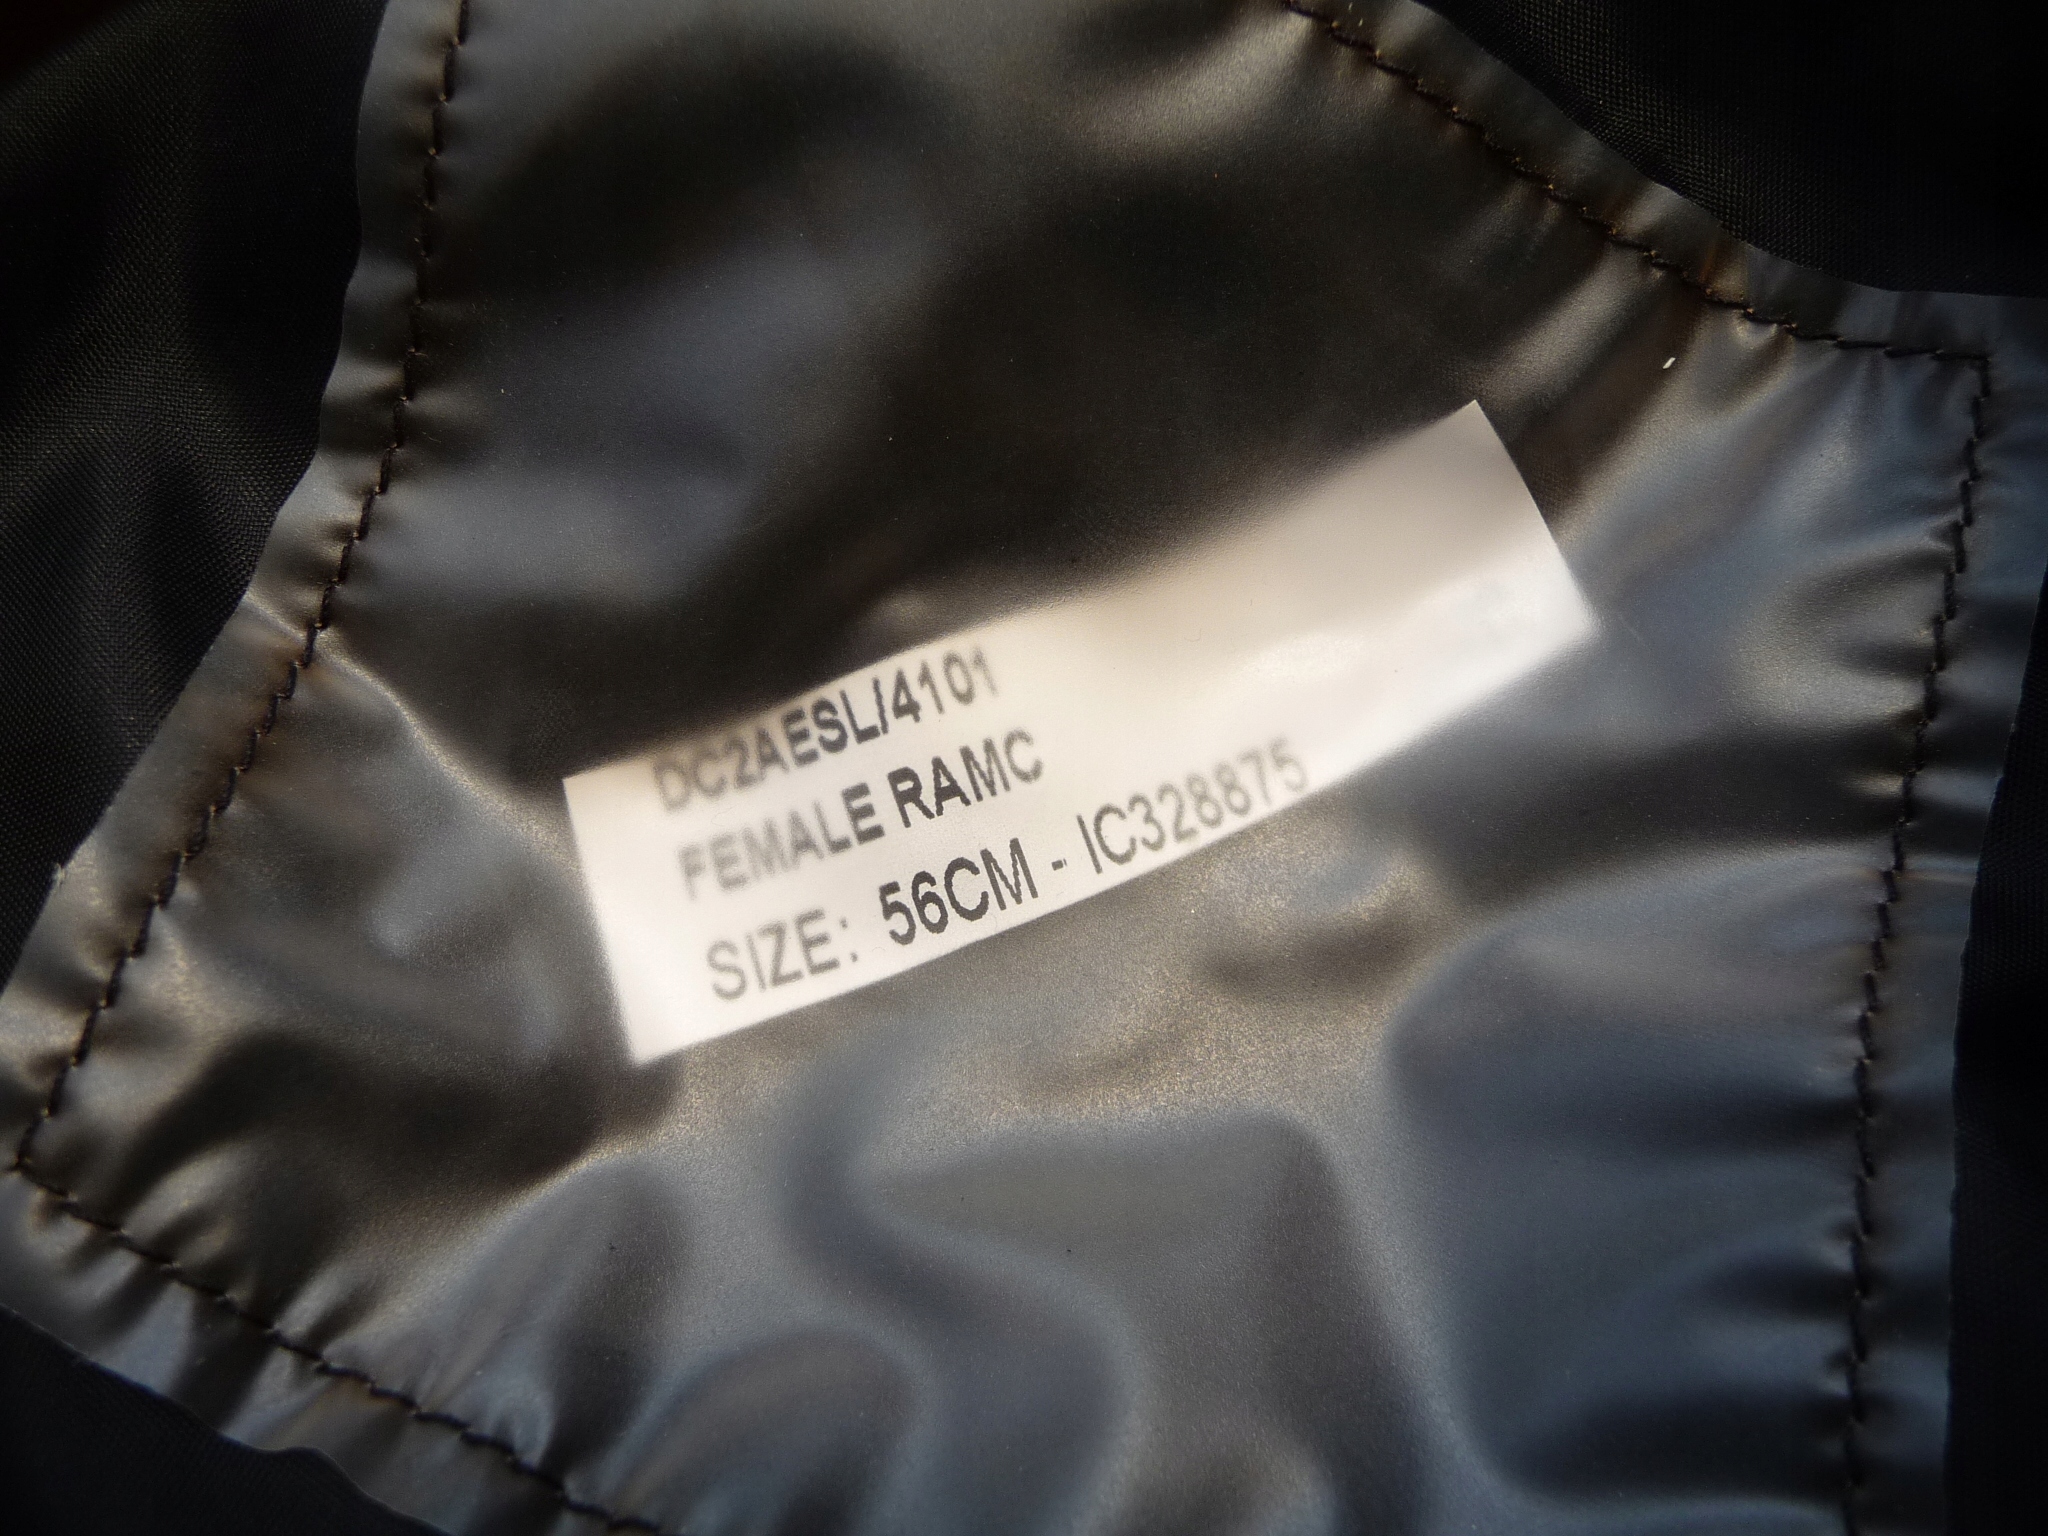 DC2AESL/4101
FEMALE RAMC
SIZE: 56CM - IC328875